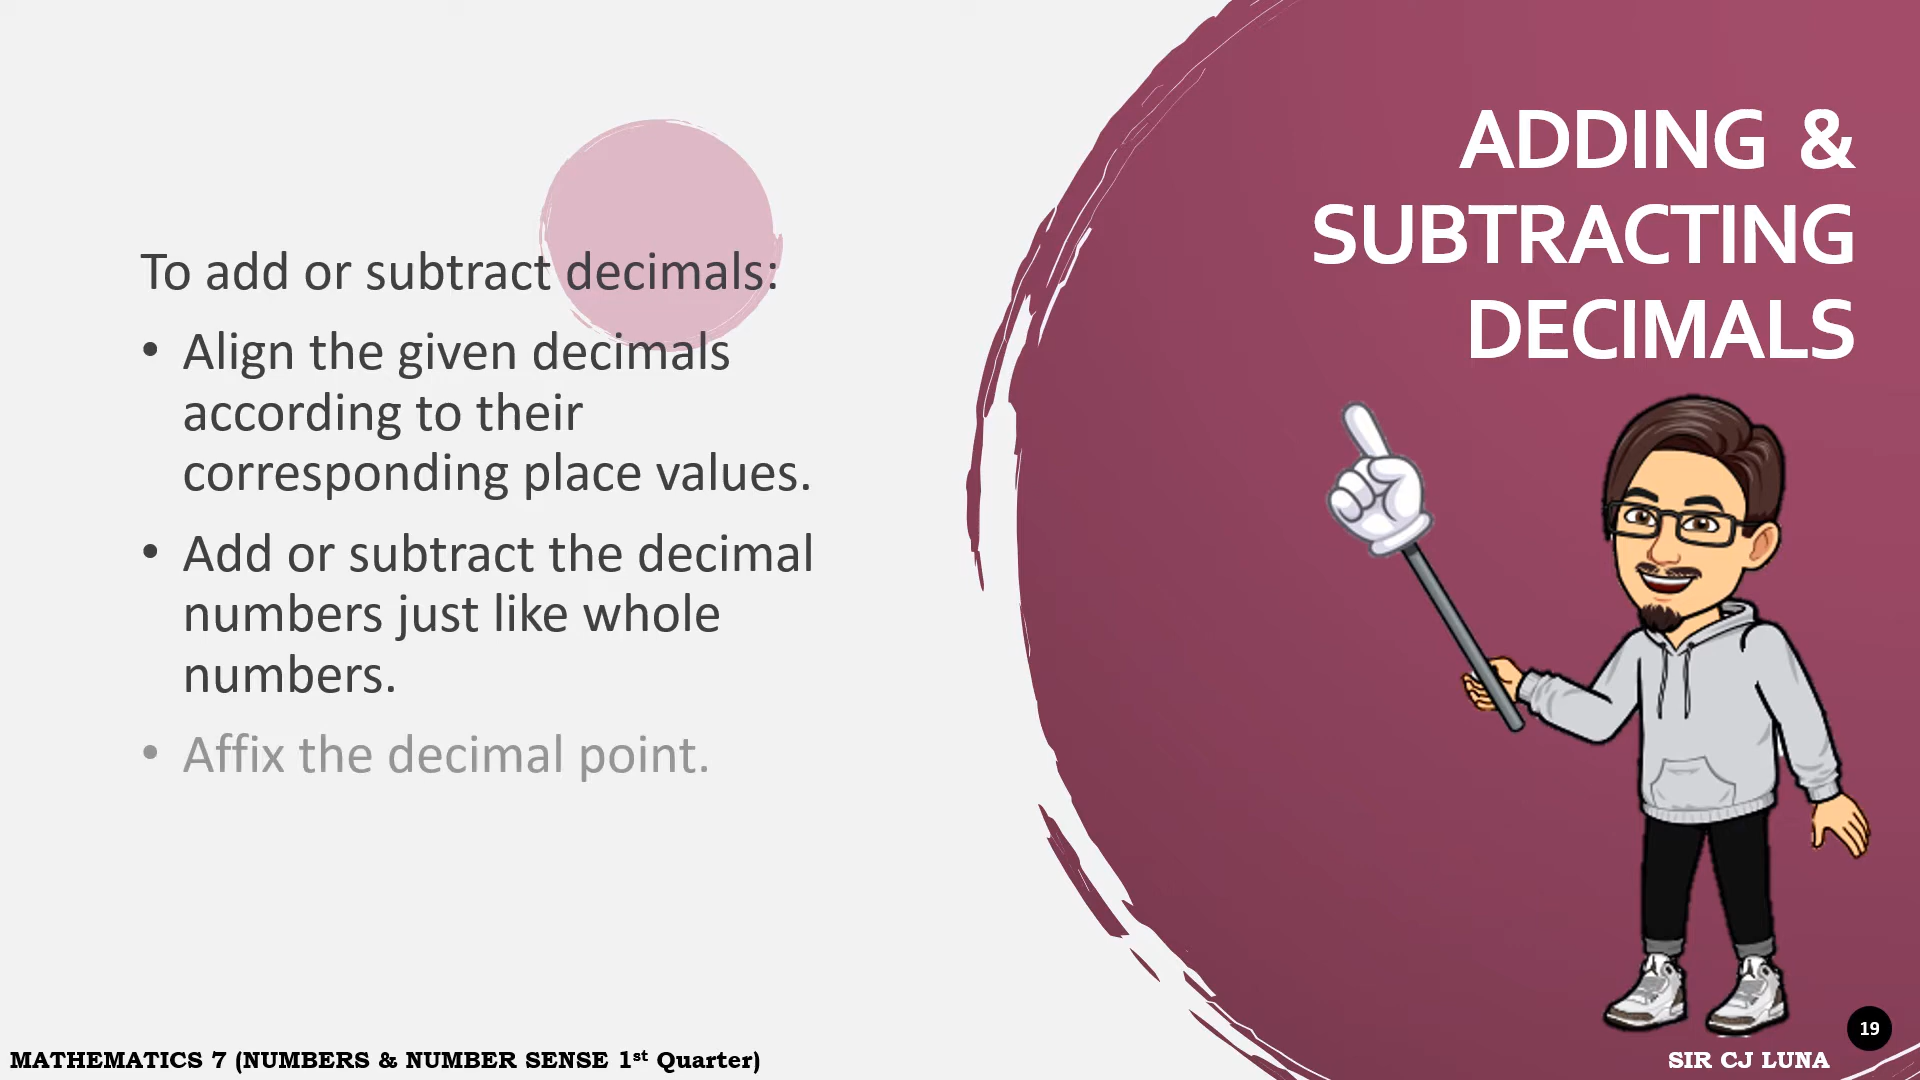 ADDING &
SUBTRACTING
DECIMALS
To add or subtract decimals:
• Align the given decimals
according to their
corresponding place values.
• Add or subtract the decimal
numbers just like whole
numbers.
• Affix the decimal point.
19
MATHEMATICS 7 (NUMBERS & NUMBER SENSE 1st Quarter)
SIR CJ LUNA